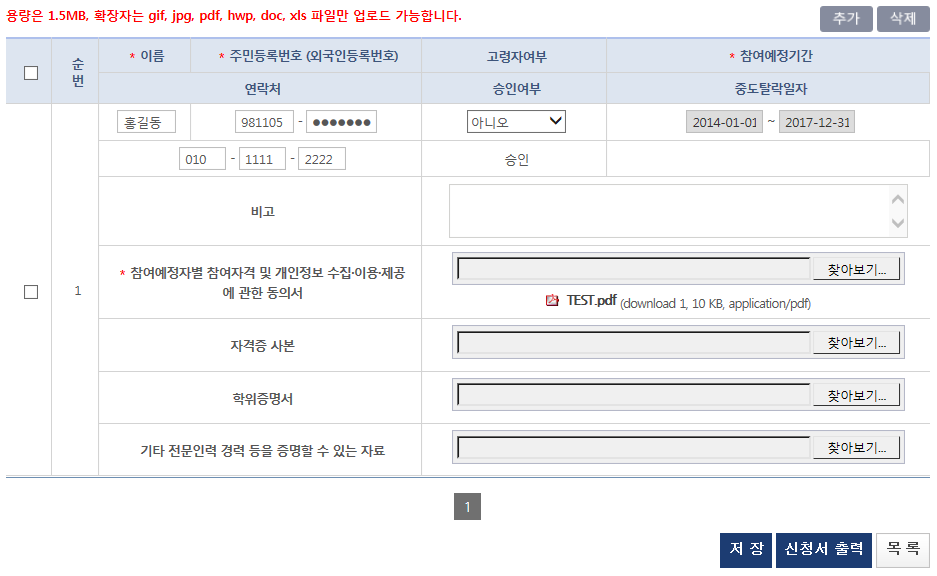 용량은 1.5MB, 확장자는 gif, jpg, pdf, hwp, doc, xls 파일만 업로드 가능합니다.
추가 삭제
순번
* 이름 * 주민등록번호 (외국인등록번호) 고령자여부 * 참여예정기간
연락처 승인여부 중도탈락일자
홍길동 981105 - ●●●●●●● 아니오 2014-01-01 ~ 2017-12-31
010 - 1111 - 2222 승인
1
비고
* 참여예정자별 참여자격 및 개인정보 수집·이용·제공
에 관한 동의서
찾아보기...
TEST.pdf (download 1, 10 KB, application/pdf)
자격증 사본 찾아보기...
학위증명서 찾아보기...
기타 전문인력 경력 등을 증명할 수 있는 자료 찾아보기...
1
저 장 신청서 출력 목 록